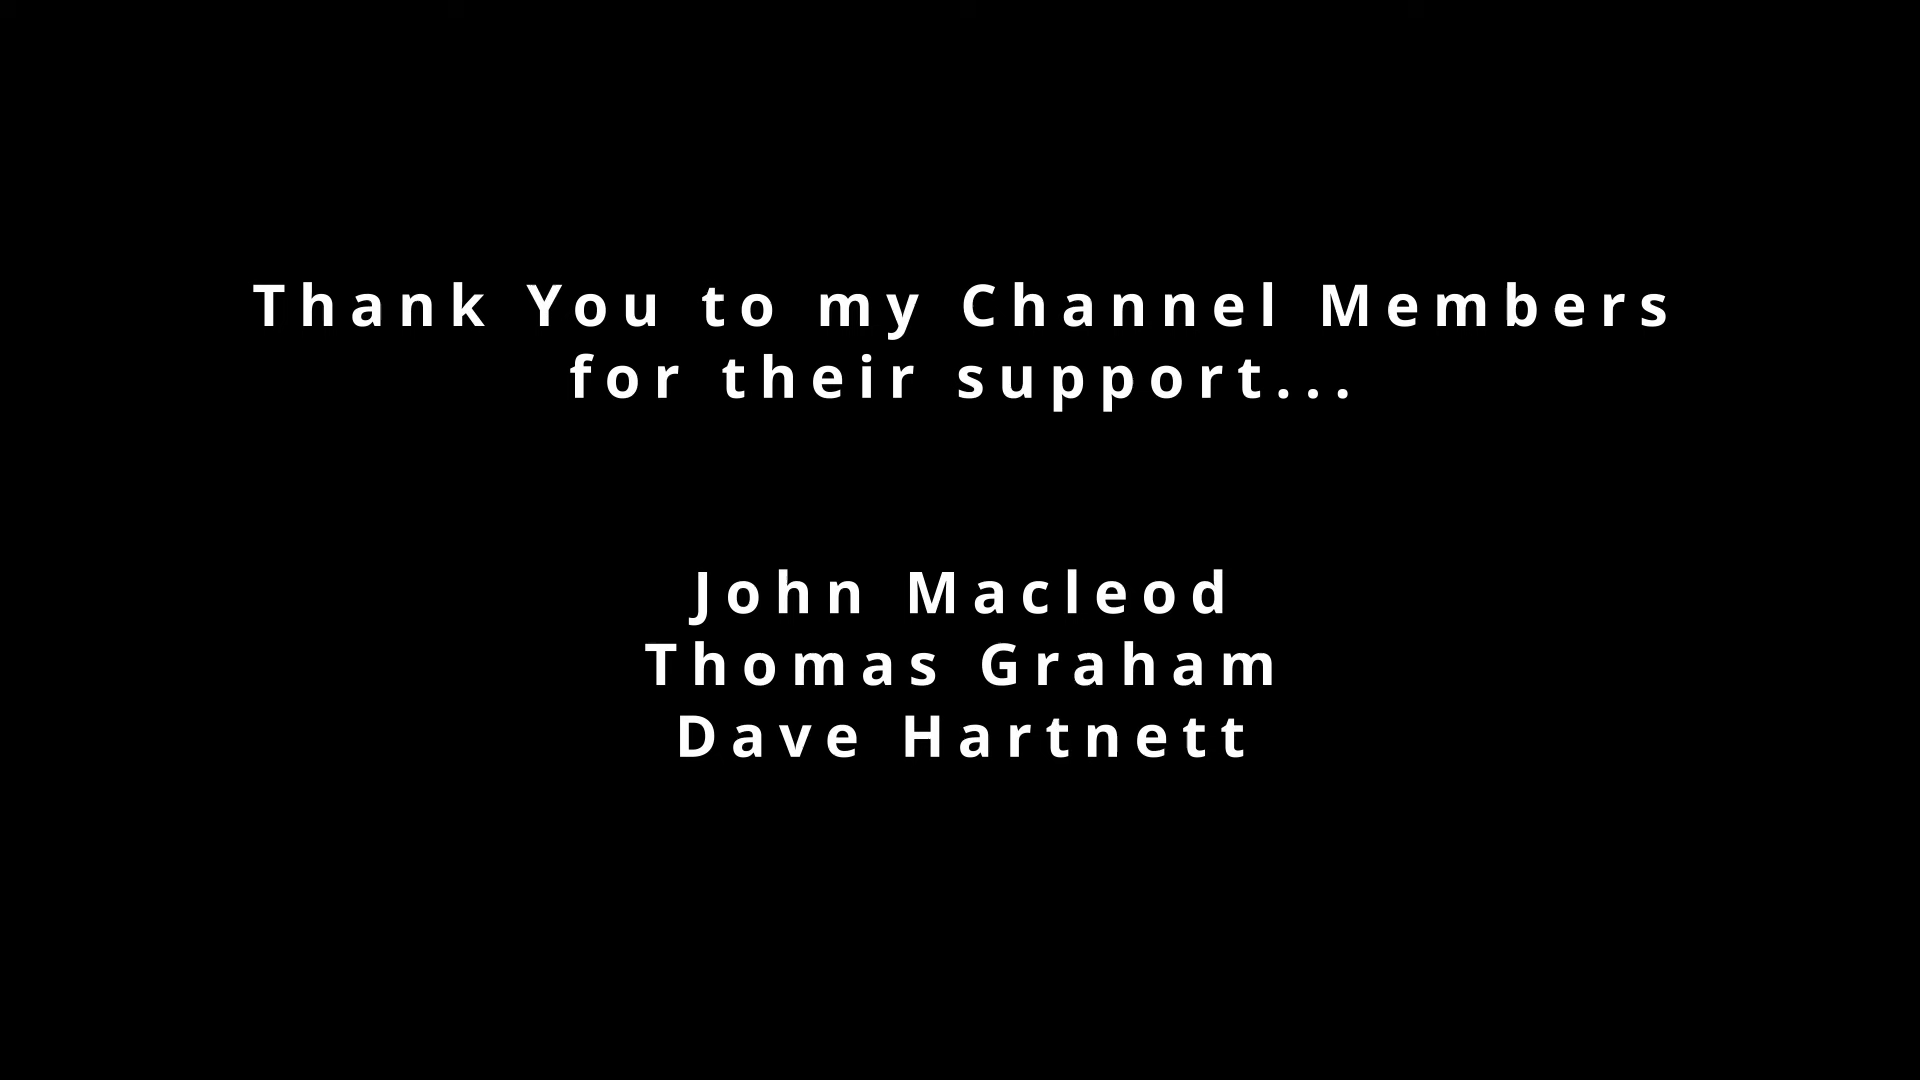 Thank You to my Channel Members
for their support...
John Macleod
Thomas Graham
Dave Hartnett